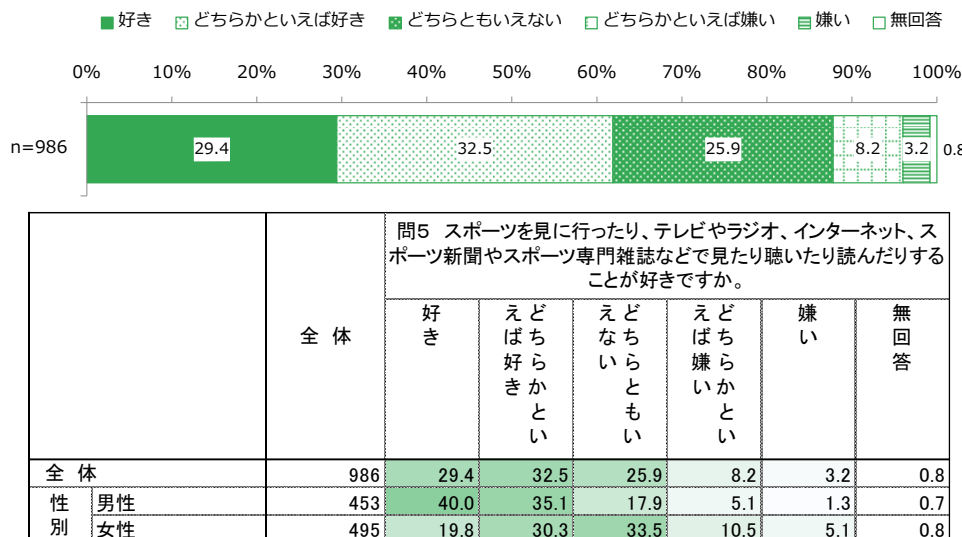 好き どちらかといえば好き どちらともいえない どちらかといえば嫌い 嫌い 無回答
0% 10% 20% 30% 40% 50% 60% 70% 80% 90% 100%
n=986 29.4 32.5 25.9 8.2 3.2 0.8
問5 スポーツを見に行ったり、テレビやラジオ、インターネット、ス
ポーツ新聞やスポーツ専門雑誌などで見たり聴いたり読んだりする
ことが好きですか。
全 体 好き どちらかといえば好き どちらともいえない どちらかといえば嫌い 嫌い 無回答
全 体 986 29.4 32.5 25.9 8.2 3.2 0.8
性別 男性 453 40.0 35.1 17.9 5.1 1.3 0.7
女性 495 19.8 30.3 33.5 10.5 5.1 0.8